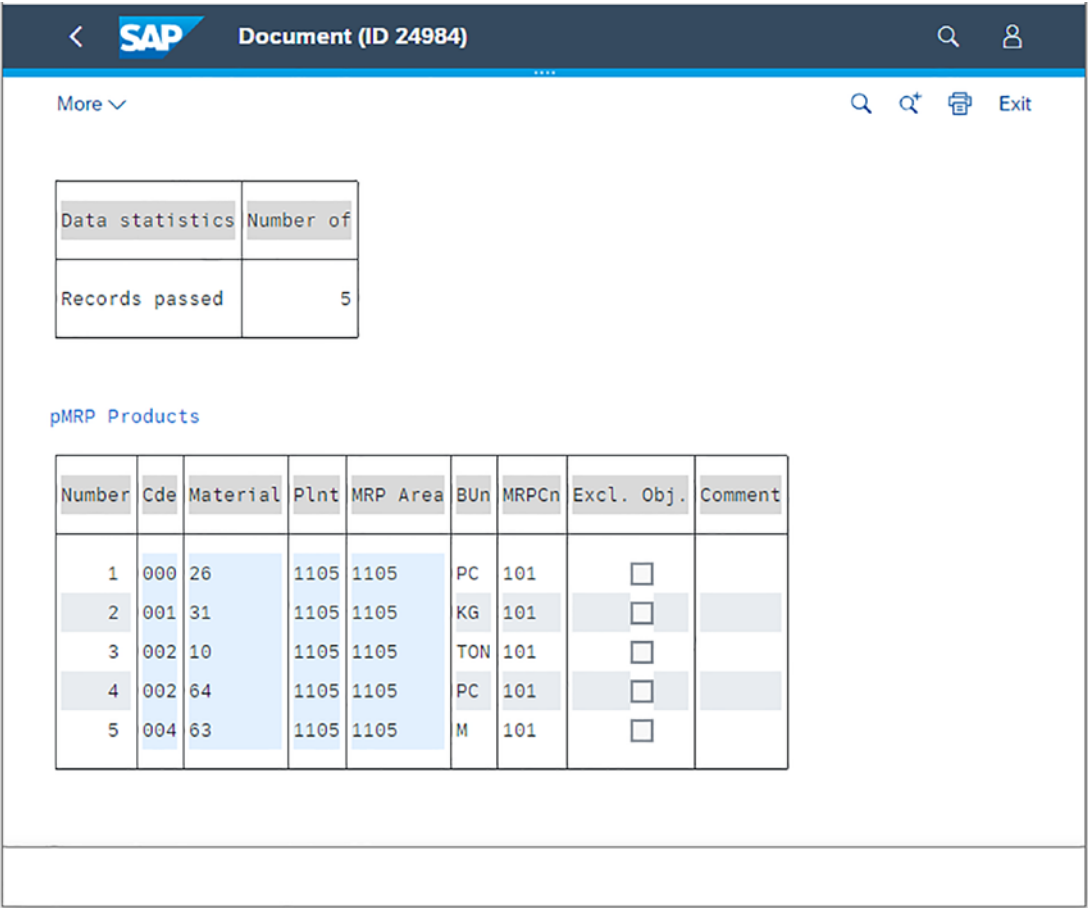 SAP Document (ID 24984)
More Exit
Data statistics Number of
Records passed 5
pMRP Products
Number Cde Material Plnt MRP Area BUn MRPCn Excl. Obj. Comment
1 000 26 1105 1105 PC 101
2 001 31 1105 1105 KG 101
3 002 10 1105 1105 TON 101
4 002 64 1105 1105 PC 101
5 004 63 1105 1105 M 101